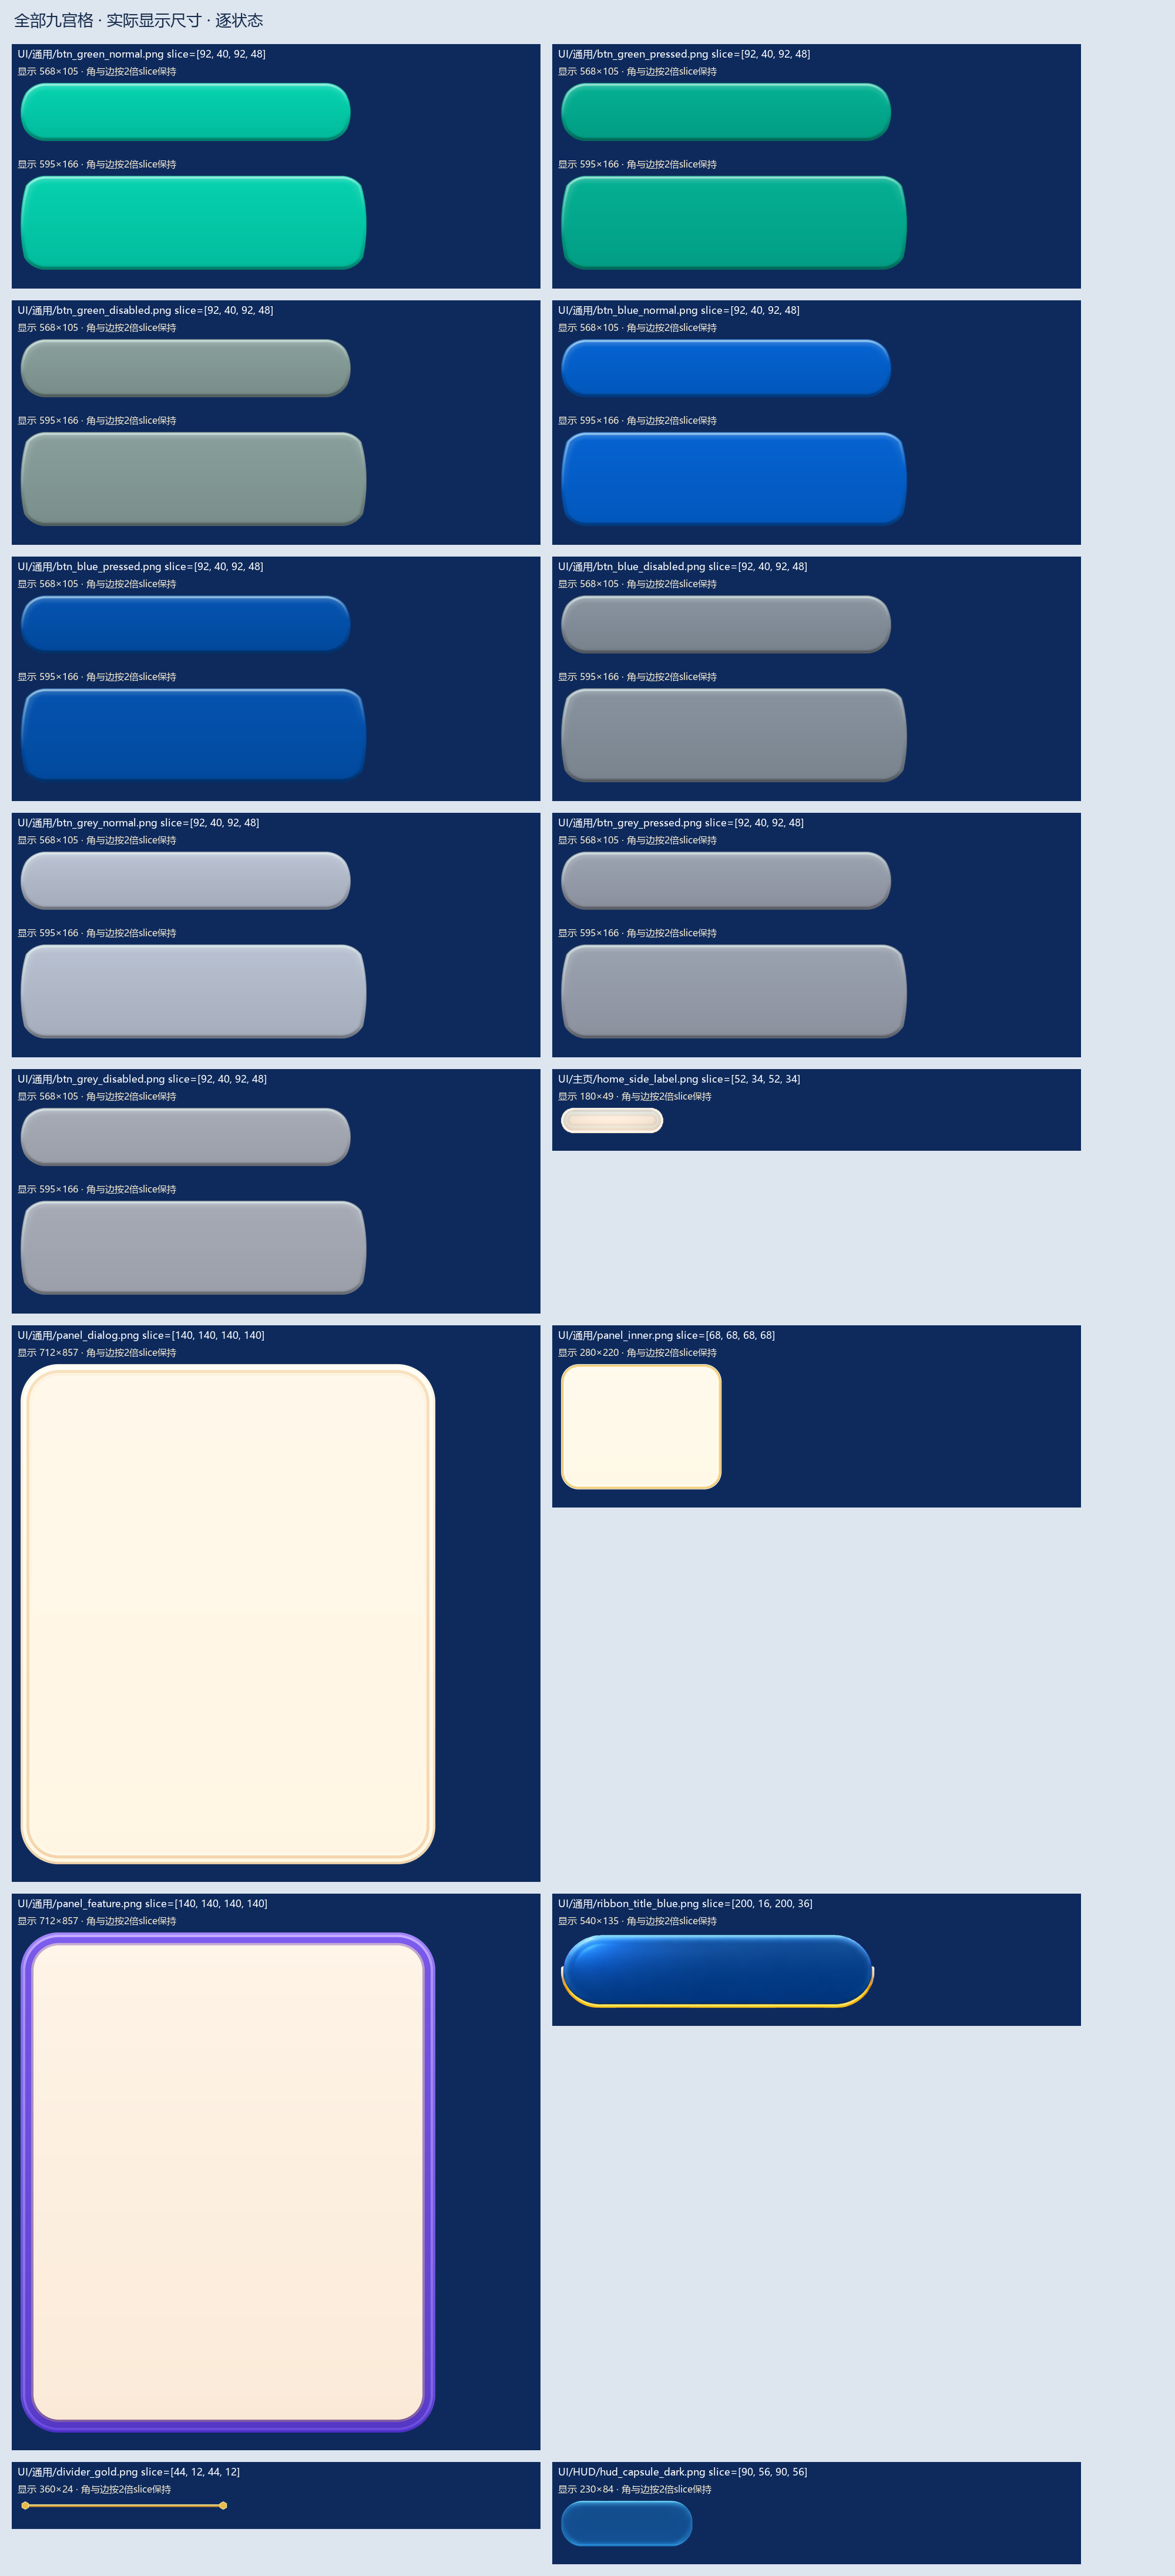 全部九宫格 · 实际显示尺寸 · 逐状态
UI/通用/btn_green_normal.png slice=[92, 40, 92, 48]
显示 568×105 · 角与边按2倍slice保持
显示 595×166 · 角与边按2倍slice保持
UI/通用/btn_green_pressed.png slice=[92, 40, 92, 48]
显示 568×105 · 角与边按2倍slice保持
显示 595×166 · 角与边按2倍slice保持
UI/通用/btn_green_disabled.png slice=[92, 40, 92, 48]
显示 568×105 · 角与边按2倍slice保持
显示 595×166 · 角与边按2倍slice保持
UI/通用/btn_blue_normal.png slice=[92, 40, 92, 48]
显示 568×105 · 角与边按2倍slice保持
显示 595×166 · 角与边按2倍slice保持
UI/通用/btn_blue_pressed.png slice=[92, 40, 92, 48]
显示 568×105 · 角与边按2倍slice保持
显示 595×166 · 角与边按2倍slice保持
UI/通用/btn_blue_disabled.png slice=[92, 40, 92, 48]
显示 568×105 · 角与边按2倍slice保持
显示 595×166 · 角与边按2倍slice保持
UI/通用/btn_grey_normal.png slice=[92, 40, 92, 48]
显示 568×105 · 角与边按2倍slice保持
显示 595×166 · 角与边按2倍slice保持
UI/通用/btn_grey_pressed.png slice=[92, 40, 92, 48]
显示 568×105 · 角与边按2倍slice保持
显示 595×166 · 角与边按2倍slice保持
UI/通用/btn_grey_disabled.png slice=[92, 40, 92, 48]
显示 568×105 · 角与边按2倍slice保持
显示 595×166 · 角与边按2倍slice保持
UI/主页/home_side_label.png slice=[52, 34, 52, 34]
显示 180×49 · 角与边按2倍slice保持
UI/通用/panel_dialog.png slice=[140, 140, 140, 140]
显示 712×857 · 角与边按2倍slice保持
UI/通用/panel_inner.png slice=[68, 68, 68, 68]
显示 280×220 · 角与边按2倍slice保持
UI/通用/panel_feature.png slice=[140, 140, 140, 140]
显示 712×857 · 角与边按2倍slice保持
UI/通用/ribbon_title_blue.png slice=[200, 16, 200, 36]
显示 540×135 · 角与边按2倍slice保持
UI/通用/divider_gold.png slice=[44, 12, 44, 12]
显示 360×24 · 角与边按2倍slice保持
UI/HUD/hud_capsule_dark.png slice=[90, 56, 90, 56]
显示 230×84 · 角与边按2倍slice保持